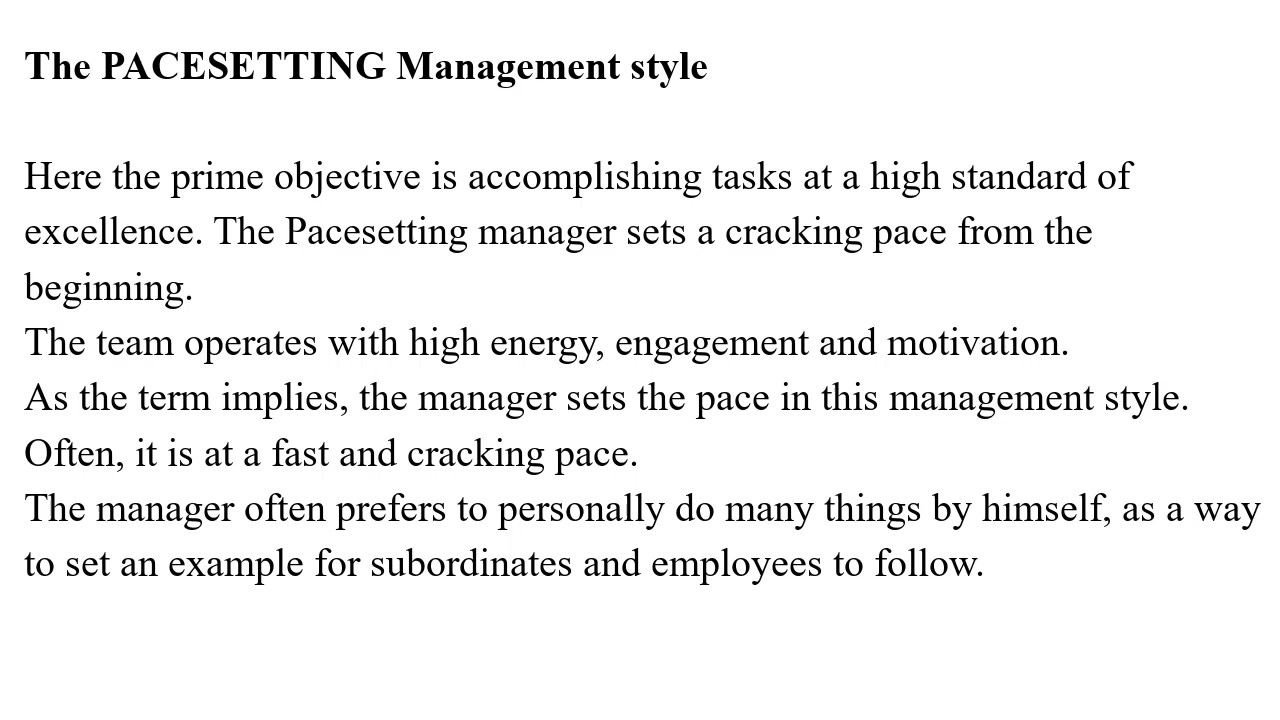 The PACESETTING Management style
Here the prime objective is accomplishing tasks at a high standard of
excellence. The Pacesetting manager sets a cracking pace from the
beginning.
The team operates with high energy, engagement and motivation.
As the term implies, the manager sets the pace in this management style.
Often, it is at a fast and cracking pace.
The manager often prefers to personally do many things by himself, as a way
to set an example for subordinates and employees to follow.